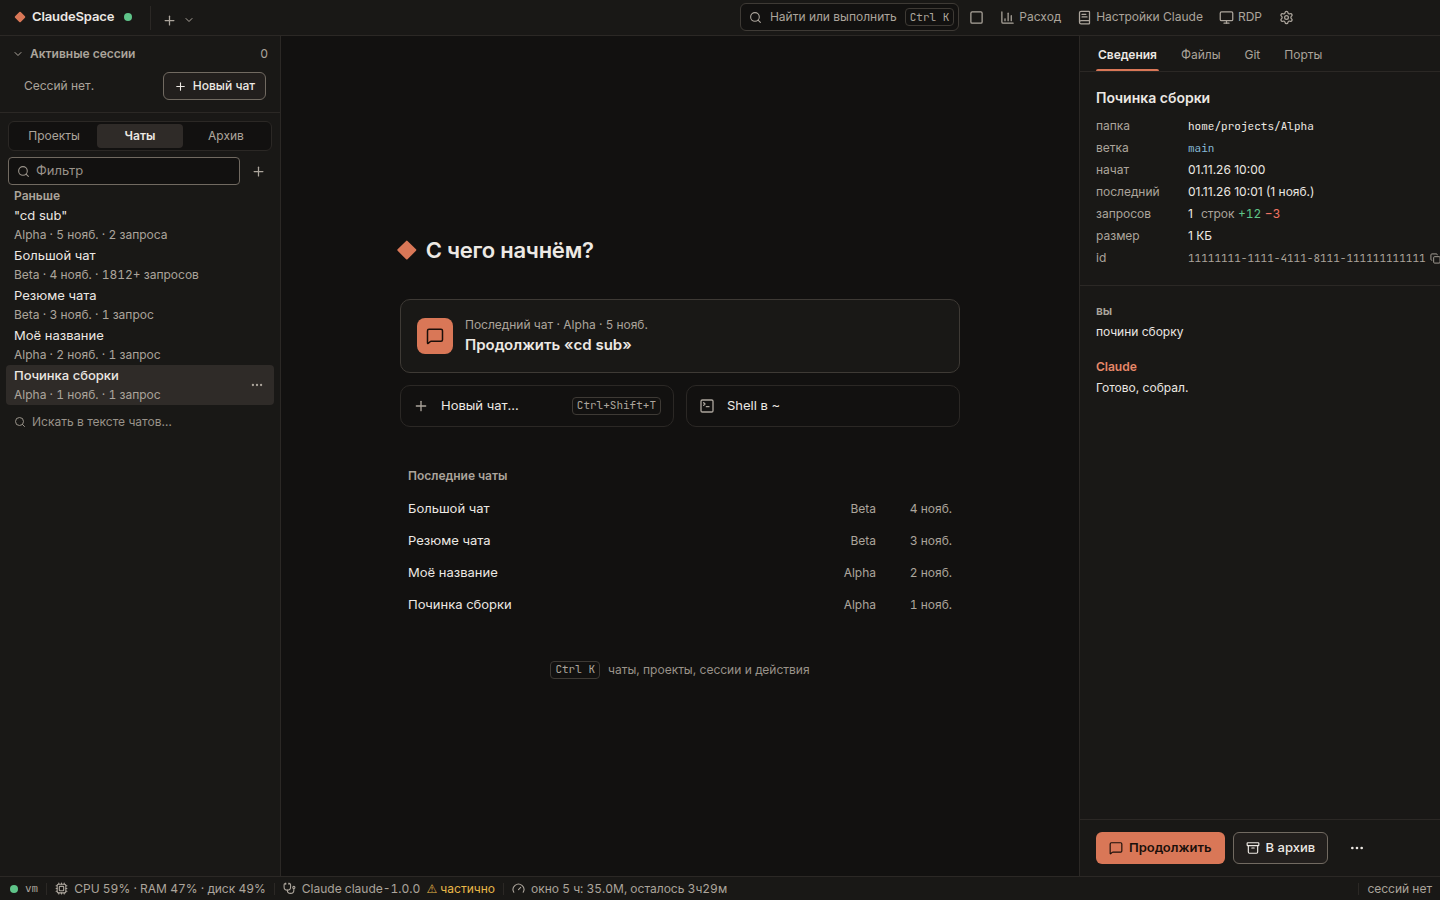 ClaudeSpace
Найти или выполнить Ctrl K
Расход
Настройки Claude
RDP
Активные сессии 0
Сессий нет.
Новый чат
Проекты Чаты Архив
Фильтр
Раньше
"cd sub"
Alpha · 5 нояб. · 2 запроса
Большой чат
Beta · 4 нояб. · 1812+ запросов
Резюме чата
Beta · 3 нояб. · 1 запрос
Моё название
Alpha · 2 нояб. · 1 запрос
Починка сборки
Alpha · 1 нояб. · 1 запрос
Искать в тексте чатов...
С чего начнём?
Последний чат · Alpha · 5 нояб.
Продолжить «cd sub»
Новый чат... Ctrl+Shift+T
Shell в ~
Последние чаты
Большой чат Beta 4 нояб.
Резюме чата Beta 3 нояб.
Моё название Alpha 2 нояб.
Починка сборки Alpha 1 нояб.
Ctrl K чаты, проекты, сессии и действия
Сведения Файлы Git Порты
Починка сборки
папка home/projects/Alpha
ветка main
начат 01.11.26 10:00
последний 01.11.26 10:01 (1 нояб.)
запросов 1 строк +12 −3
размер 1 КБ
id 11111111-1111-4111-8111-111111111111
вы
почини сборку
Claude
Готово, собрал.
Продолжить
В архив
vm
CPU 59% · RAM 47% · диск 49%
Claude claude-1.0.0 ⚠ частично
окно 5 ч: 35.0M, осталось 3ч29м
сессий нет